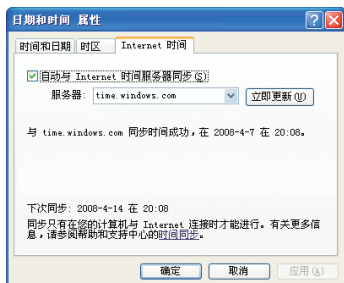 日期和时间 属性
时间和日期 时区 Internet 时间
自动与 Internet 时间服务器同步(S)
服务器: time.windows.com 立即更新(U)
与 time.windows.com 同步时间成功，在 2008-4-7 在 20:08。
下次同步: 2008-4-14 在 20:08
同步只有在您的计算机与 Internet 连接时才能进行。有关更多信
息，请参阅帮助和支持中心的时间同步。
确定 取消 应用(A)